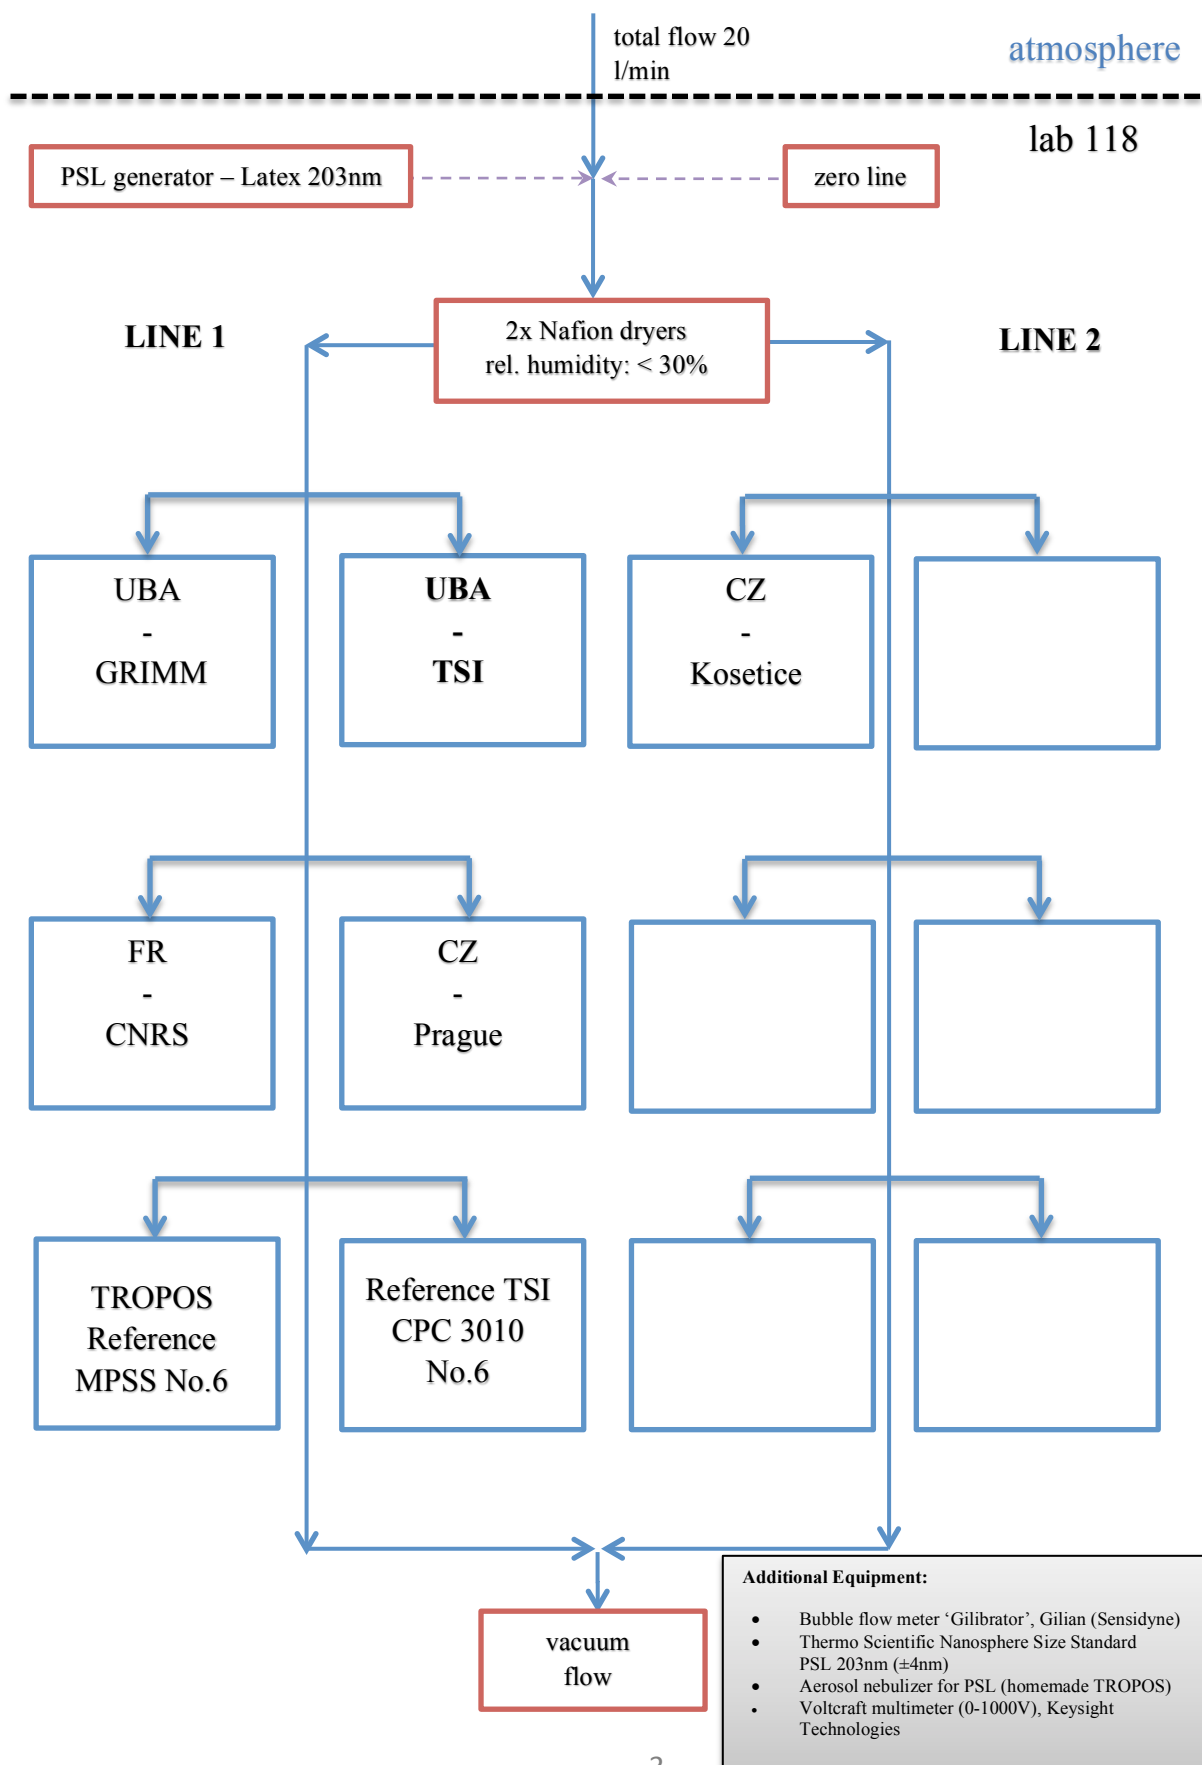 total flow 20
l/min
atmosphere
lab 118
PSL generator – Latex 203nm
zero line
LINE 1
2x Nafion dryers
rel. humidity: < 30%
LINE 2
UBA
-
GRIMM
UBA
-
TSI
CZ
-
Kosetice
FR
-
CNRS
CZ
-
Prague
TROPOS
Reference
MPSS No.6
Reference TSI
CPC 3010
No.6
vacuum
flow
Additional Equipment:
• Bubble flow meter ‘Gilibrator’, Gilian (Sensidyne)
• Thermo Scientific Nanosphere Size Standard
PSL 203nm (±4nm)
• Aerosol nebulizer for PSL (homemade TROPOS)
• Voltcraft multimeter (0-1000V), Keysight
Technologies